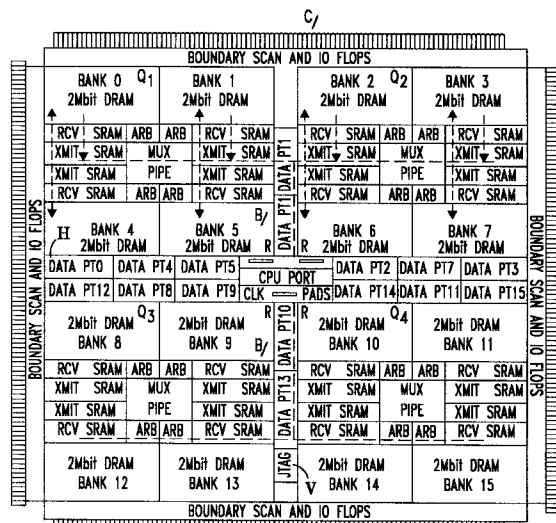 C/
BOUNDARY SCAN AND IO FLOPS
BANK 0 Q1 BANK 1 BANK 2 Q2 BANK 3
2Mbit DRAM 2Mbit DRAM 2Mbit DRAM 2Mbit DRAM
RCV SRAM ARB ARB RCV SRAM RCV SRAM ARB ARB RCV SRAM
XMIT SRAM MUX XMIT SRAM XMIT SRAM MUX XMIT SRAM
XMIT SRAM PIPE XMIT SRAM XMIT SRAM PIPE XMIT SRAM
RCV SRAM ARB ARB RCV SRAM RCV SRAM ARB ARB RCV SRAM
DATA PT1
DATA PT1
B/
BANK 4 BANK 5 BANK 6 BANK 7
H 2Mbit DRAM 2Mbit DRAM R R 2Mbit DRAM 2Mbit DRAM
DATA PT0 DATA PT4 DATA PT5 CPU PORT DATA PT2 DATA PT7 DATA PT3
DATA PT12 DATA PT8 DATA PT9 CLK PADS DATA PT14 DATA PT11 DATA PT15
BOUNDARY SCAN AND IO FLOPS
BOUNDARY SCAN AND IO FLOPS
2Mbit DRAM Q3 2Mbit DRAM R R 2Mbit DRAM Q4 2Mbit DRAM
BANK 8 BANK 9 B/ BANK 10 BANK 11
DATA PT10
DATA PT13
RCV SRAM ARB ARB RCV SRAM RCV SRAM ARB ARB RCV SRAM
XMIT SRAM MUX XMIT SRAM XMIT SRAM MUX XMIT SRAM
XMIT SRAM PIPE XMIT SRAM XMIT SRAM PIPE XMIT SRAM
RCV SRAM ARB ARB RCV SRAM RCV SRAM ARB ARB RCV SRAM
JTAG
2Mbit DRAM 2Mbit DRAM 2Mbit DRAM 2Mbit DRAM
BANK 12 BANK 13 V BANK 14 BANK 15
BOUNDARY SCAN AND IO FLOPS